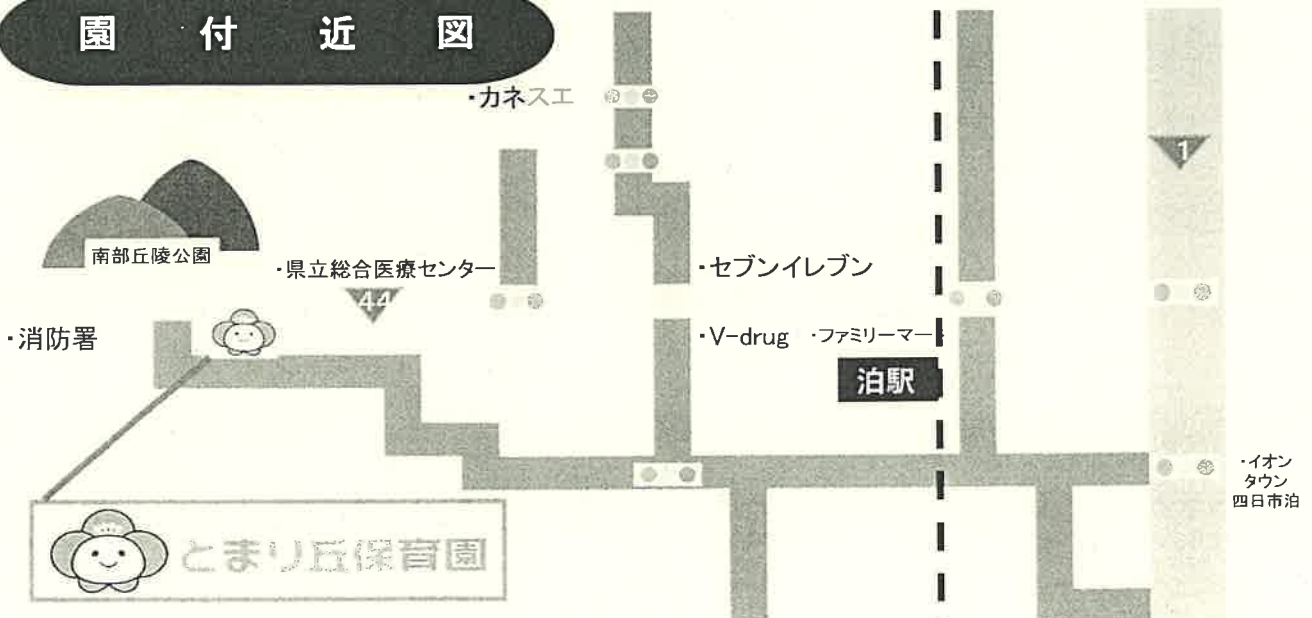 園付近図
・カネスエ
1
南部丘陵公園
・県立総合医療センター
44
・セブンイレブン
・消防署
・V-drug ・ファミリーマー
泊駅
・イオン
タウン
四日市泊
とまり丘保育園